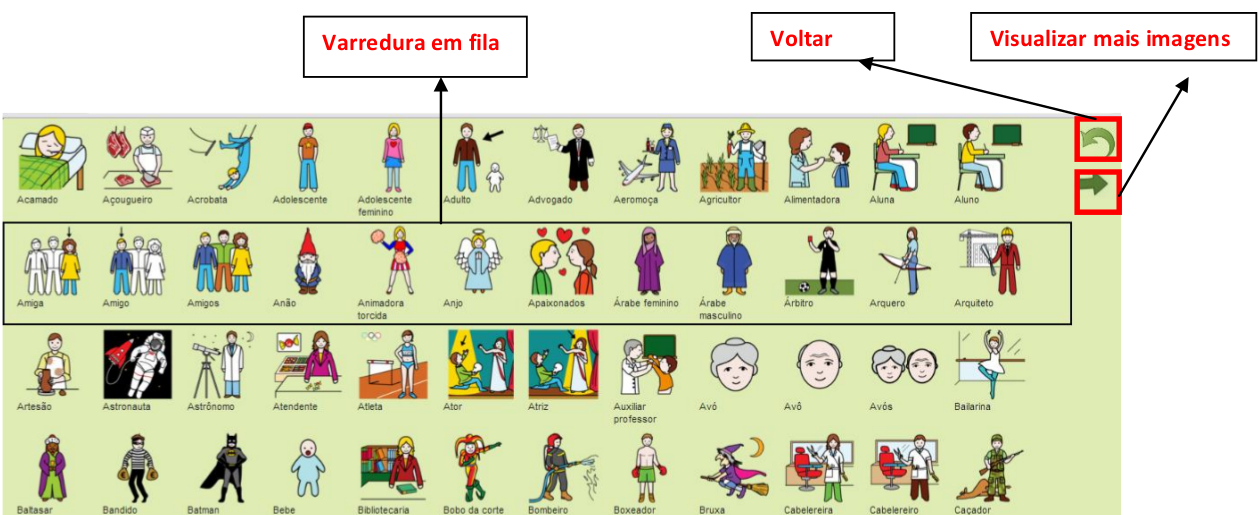 Varredura em fila
Voltar
Visualizar mais imagens
Acamado
Açougueiro
Acrobata
Adolescente
Adolescente
feminino
Adulto
Advogado
Aeromoça
Agricultor
Alimentadora
Aluna
Aluno
Amiga
Amigo
Amigos
Anão
Animadora
torcida
Anjo
Apaixonados
Árabe feminino
Árabe
masculino
Árbitro
Arquero
Arquiteto
Artesão
Astronauta
Astrônomo
Atendente
Atleta
Ator
Atriz
Auxiliar
professor
Avó
Avô
Avós
Bailarina
Baltasar
Bandido
Batman
Bebe
Bibliotecaria
Bobo da corte
Bombeiro
Boxeador
Bruxa
Cabelereira
Cabelereiro
Caçador